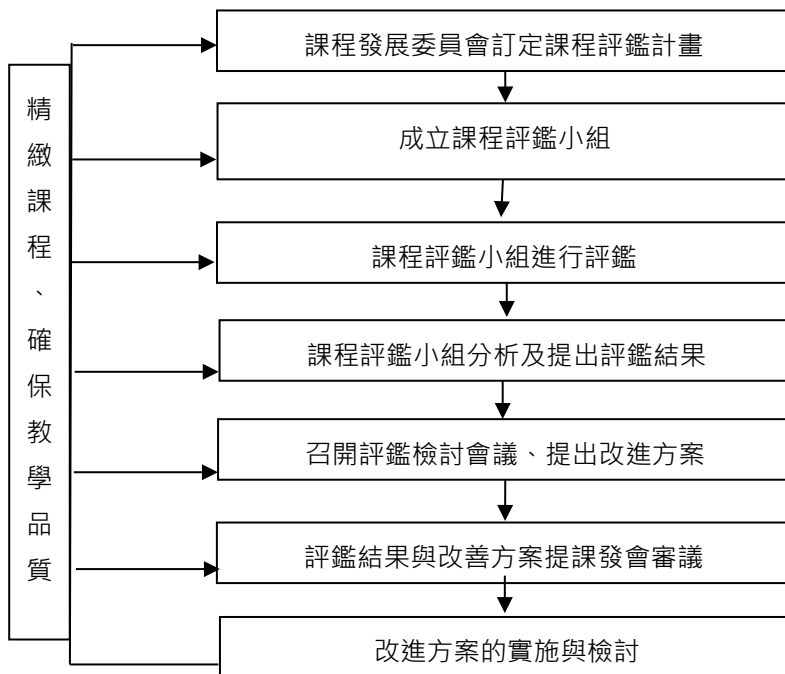 精緻課程、確保教學品質
課程發展委員會訂定課程評鑑計畫
成立課程評鑑小組
課程評鑑小組進行評鑑
課程評鑑小組分析及提出評鑑結果
召開評鑑檢討會議、提出改進方案
評鑑結果與改善方案提課發會審議
改進方案的實施與檢討